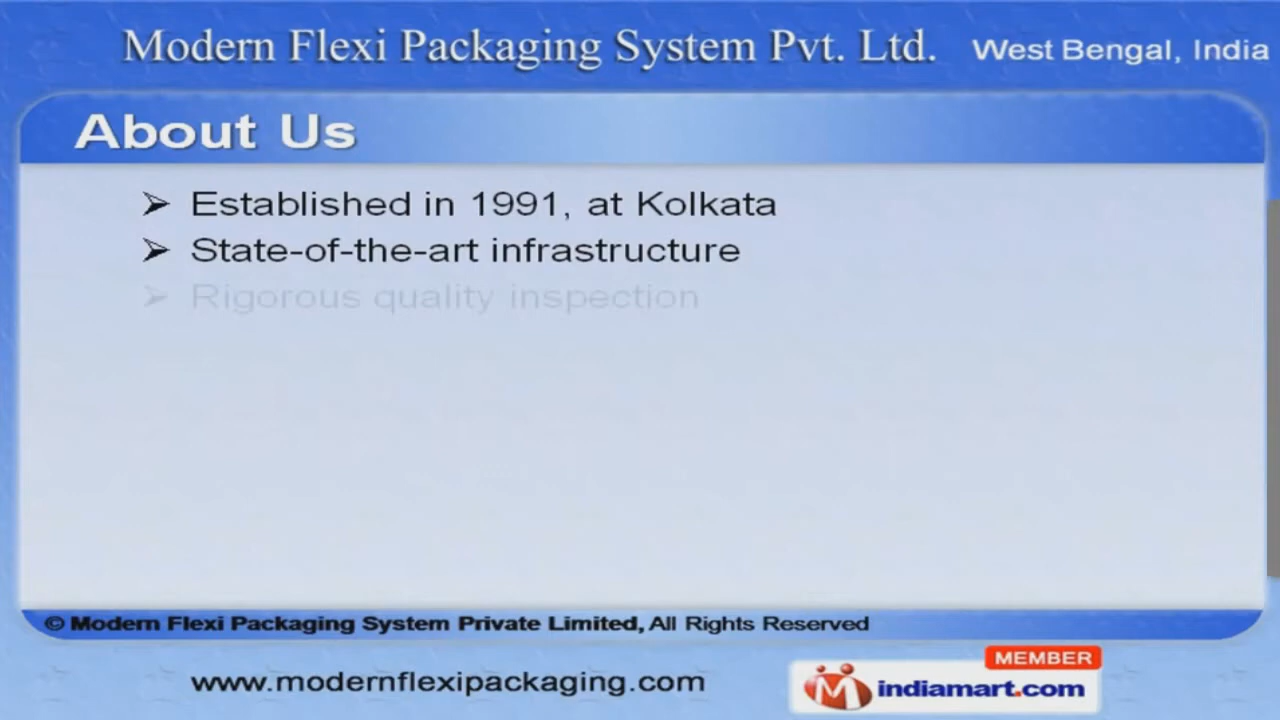 Modern Flexi Packaging System Pvt. Ltd. West Bengal, India
About Us
➢ Established in 1991, at Kolkata
➢ State-of-the-art infrastructure
➢ Rigorous quality inspection
© Modern Flexi Packaging System Private Limited, All Rights Reserved
www.modernflexipackaging.com
MEMBER
indiamart.com